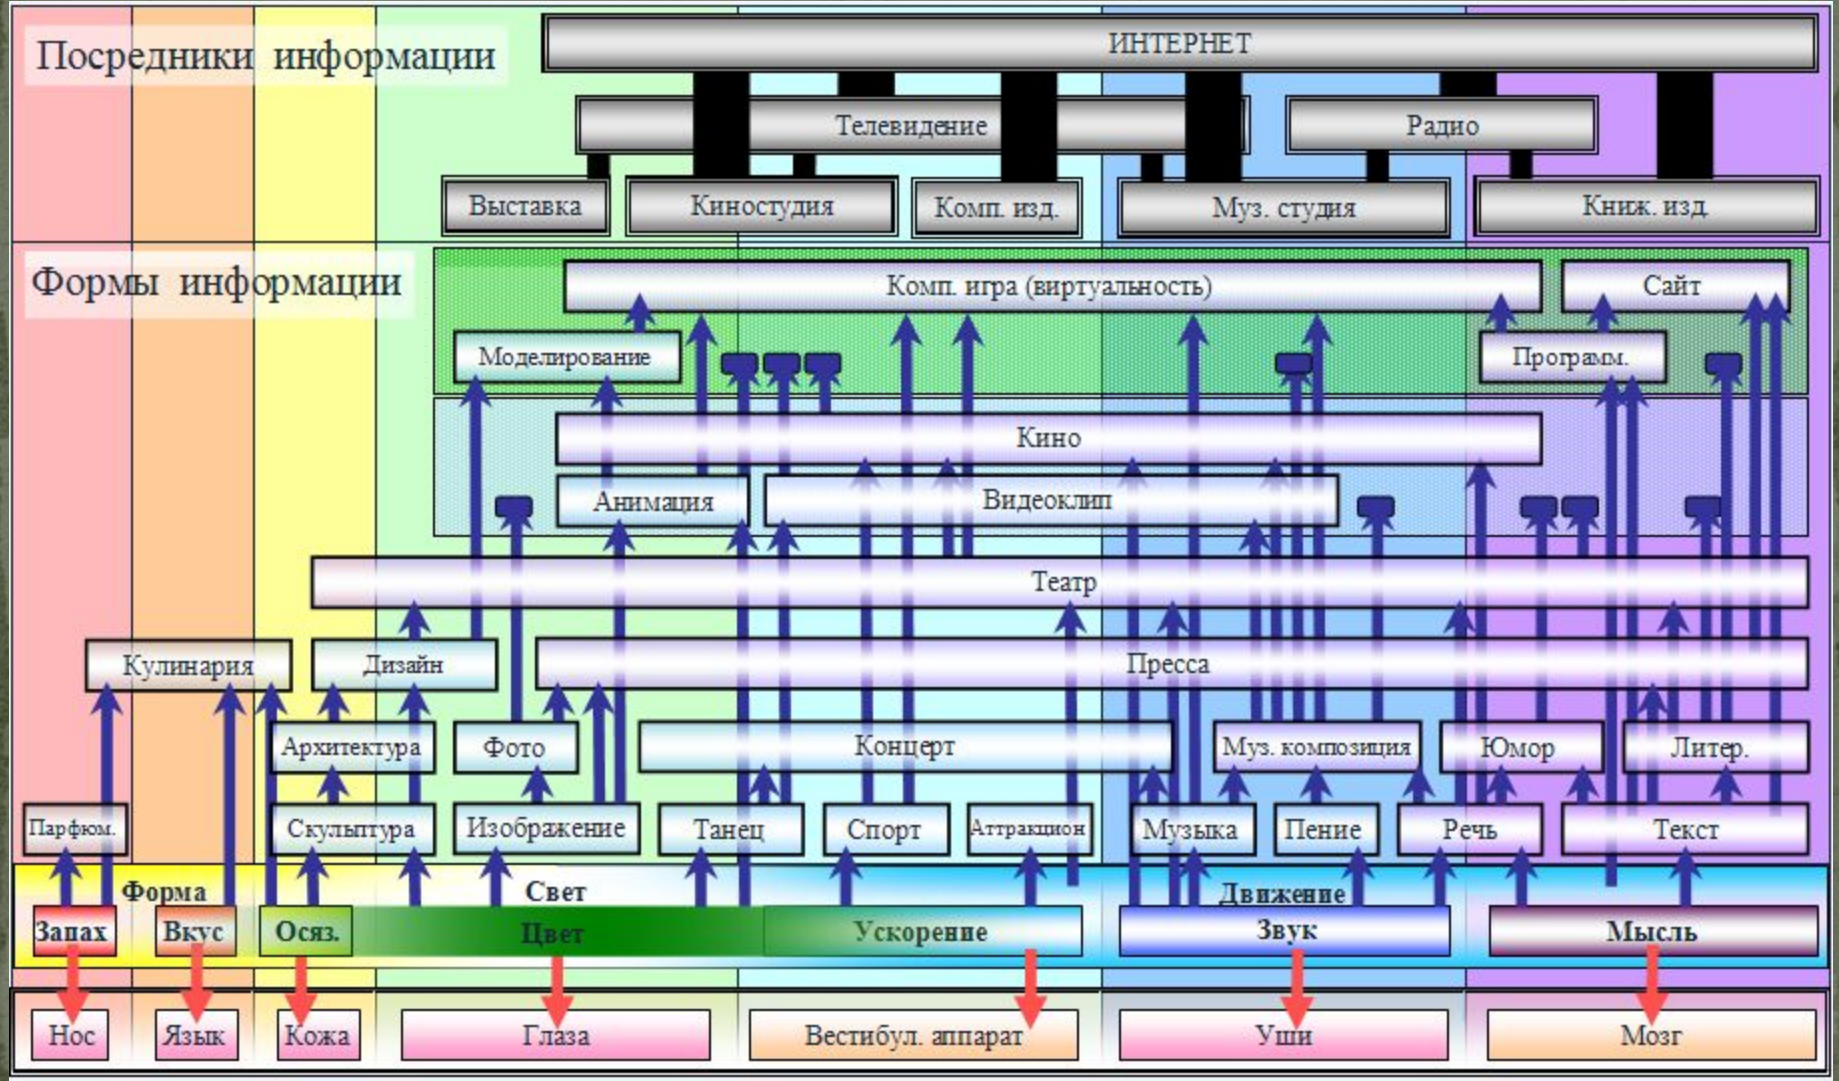 Посредники информации
ИНТЕРНЕТ
Телевидение
Радио
Выставка
Киностудия
Комп. изд.
Муз. студия
Книж. изд.
Формы информации
Комп. игра (виртуальность)
Сайт
Моделирование
Программ.
Кино
Анимация
Видеоклип
Театр
Кулинария
Дизайн
Пресса
Архитектура
Фото
Концерт
Муз. композиция
Юмор
Литер.
Парфюм.
Скульптура
Изображение
Танец
Спорт
Аттракцион
Музыка
Пение
Речь
Текст
Форма
Свет
Движение
Запах
Вкус
Осяз.
Цвет
Ускорение
Звук
Мысль
Нос
Язык
Кожа
Глаза
Вестибул. аппарат
Уши
Мозг